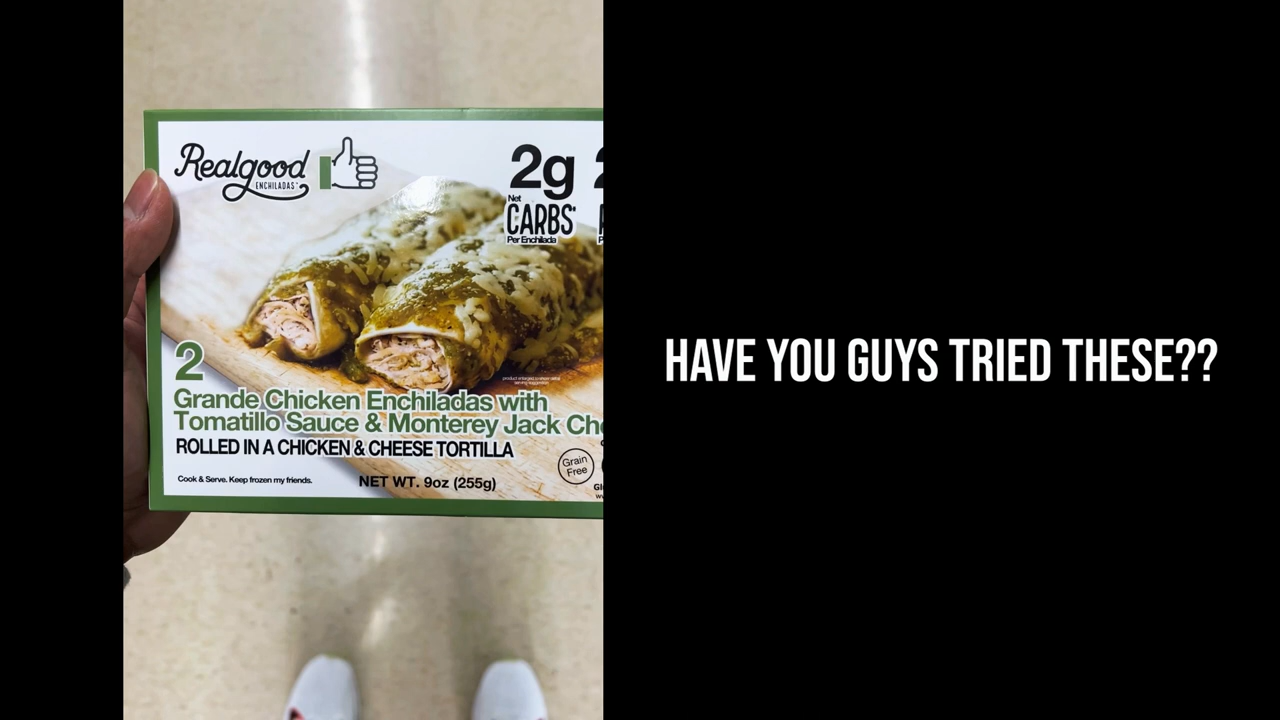 Realgood
ENCHILADAS
2g
Net
CARBS*
Per Enchilada
2
Grande Chicken Enchiladas with
Tomatillo Sauce & Monterey Jack
ROLLED IN A CHICKEN & CHEESE TORTILLA
Grain
Free
Cook & Serve. Keep frozen my friends.
NET WT. 9oz (255g)
HAVE YOU GUYS TRIED THESE??